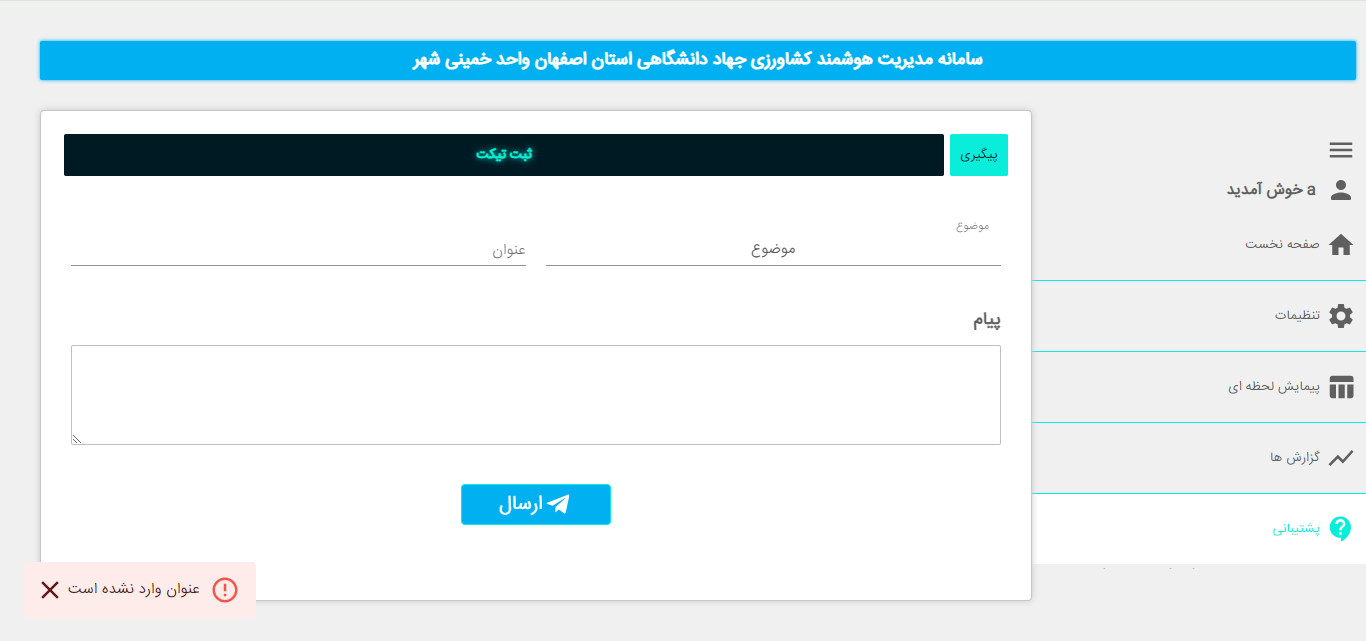 سامانه مدیریت هوشمند کشاورزی جهاد دانشگاهی استان اصفهان واحد خمینی شهر
a خوش آمدید
صفحه نخست
تنظیمات
پیمایش لحظه ای
گزارش ها
پشتیبانی
پیگیری
ثبت تیکت
موضوع
موضوع
عنوان
پیام
ارسال
عنوان وارد نشده است